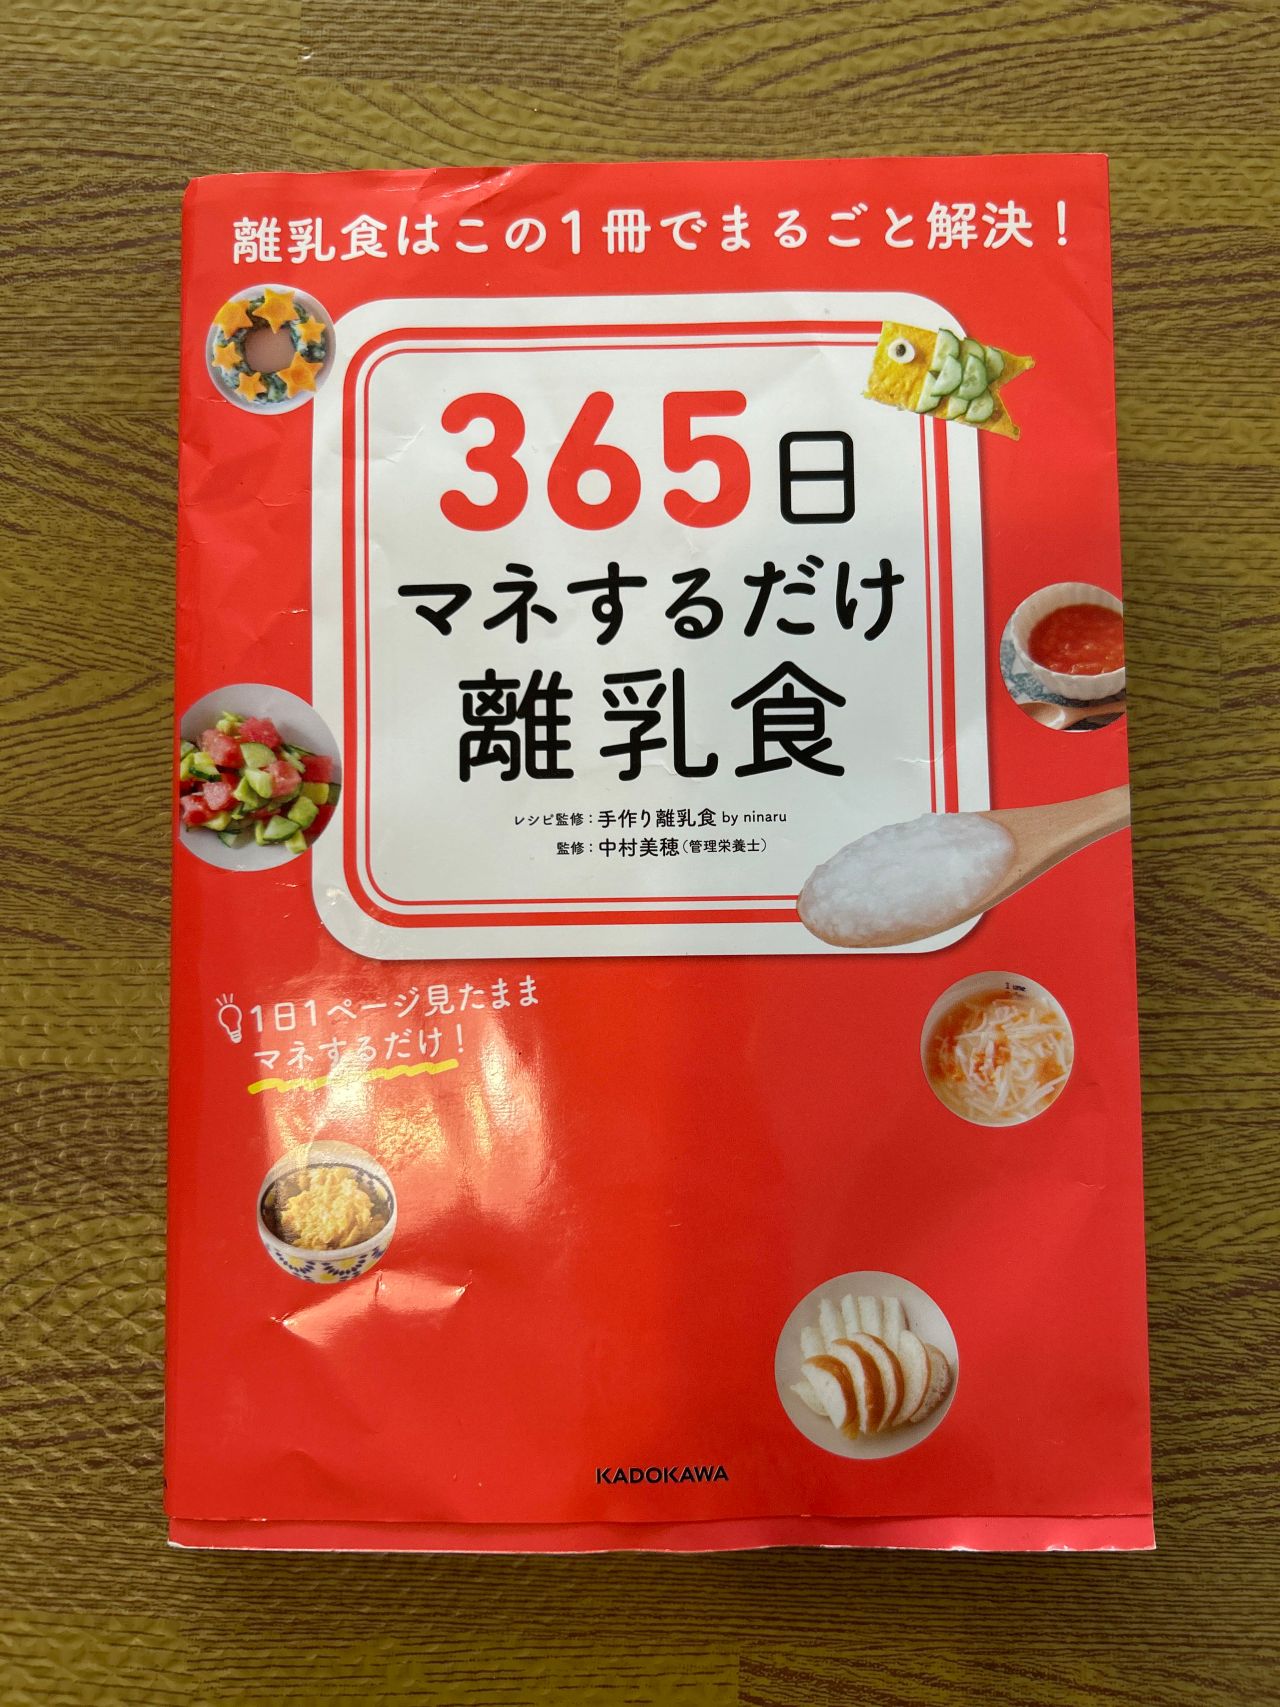 離乳食はこの1冊でまるごと解決！
365日
マネするだけ
離乳食
レシピ監修：手作り離乳食 by ninaru
監修：中村美穂（管理栄養士）
1日1ページ見たまま
マネするだけ！
KADOKAWA